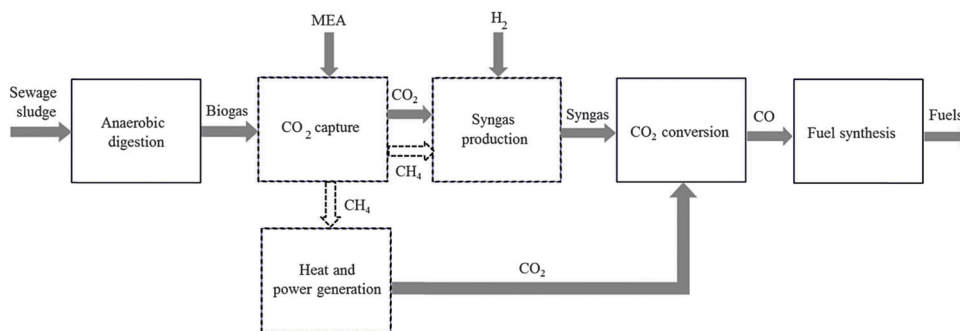 MEA
H₂
Sewage
sludge
Anaerobic
digestion
Biogas
CO₂ capture
CO₂
CH₄
Syngas
production
Syngas
CO₂ conversion
CO
Fuel synthesis
Fuels
CH₄
Heat and
power generation
CO₂